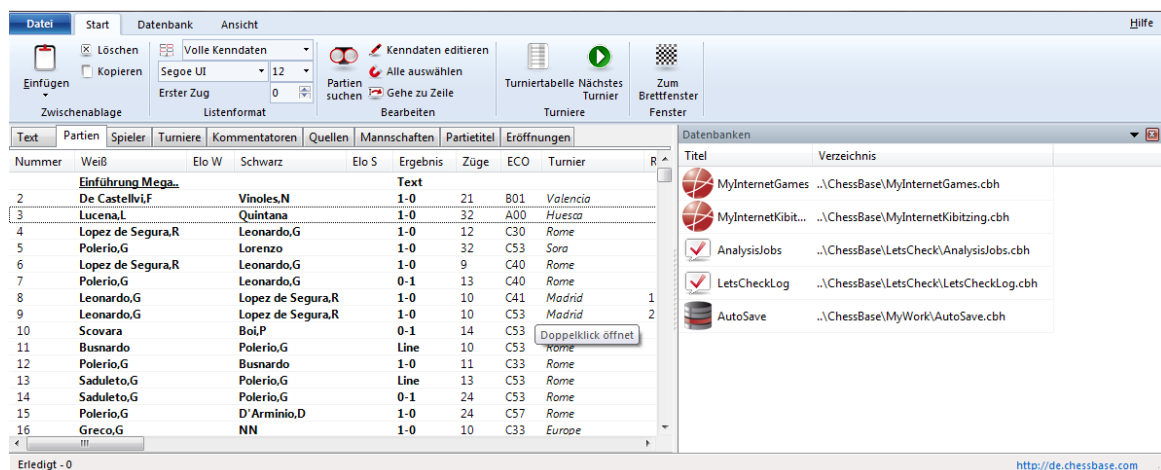 Datei Start Datenbank Ansicht Hilfe
Einfügen
Löschen
Kopieren
Zwischenablage
Volle Kenndaten
Segoe UI 12
Erster Zug 0
Listenformat
Partien suchen
Kenndaten editieren
Alle auswählen
Gehe zu Zeile
Bearbeiten
Turniertabelle
Nächstes Turnier
Turniere
Zum Brettfenster
Fenster
Text Partien Spieler Turniere Kommentatoren Quellen Mannschaften Partietitel Eröffnungen
Nummer Weiß Elo W Schwarz Elo S Ergebnis Züge ECO Turnier R
Einführung Mega.. Text
2 De Castellvi,F Vinoles,N 1-0 21 B01 Valencia
3 Lucena,L Quintana 1-0 32 A00 Huesca
4 Lopez de Segura,R Leonardo,G 1-0 12 C30 Rome
5 Polerio,G Lorenzo 1-0 32 C53 Sora
6 Lopez de Segura,R Leonardo,G 1-0 9 C40 Rome
7 Polerio,G Leonardo,G 0-1 13 C40 Rome
8 Leonardo,G Lopez de Segura,R 1-0 10 C41 Madrid 1
9 Leonardo,G Lopez de Segura,R 1-0 10 C53 Madrid 2
10 Scovara Boi,P 0-1 14 C53
Doppelklick öffnet
11 Busnardo Polerio,G Line 10 C53 Rome
12 Polerio,G Busnardo 1-0 11 C33 Rome
13 Saduleto,G Polerio,G Line 13 C53 Rome
14 Saduleto,G Polerio,G 0-1 24 C53 Rome
15 Polerio,G D'Arminio,D 1-0 24 C57 Rome
16 Greco,G NN 1-0 10 C33 Europe
Datenbanken
Titel Verzeichnis
MyInternetGames ..\ChessBase\MyInternetGames.cbh
MyInternetKibit... ..\ChessBase\MyInternetKibitzing.cbh
AnalysisJobs ..\ChessBase\LetsCheck\AnalysisJobs.cbh
LetsCheckLog ..\ChessBase\LetsCheck\LetsCheckLog.cbh
AutoSave ..\ChessBase\MyWork\AutoSave.cbh
Erledigt - 0 http://de.chessbase.com